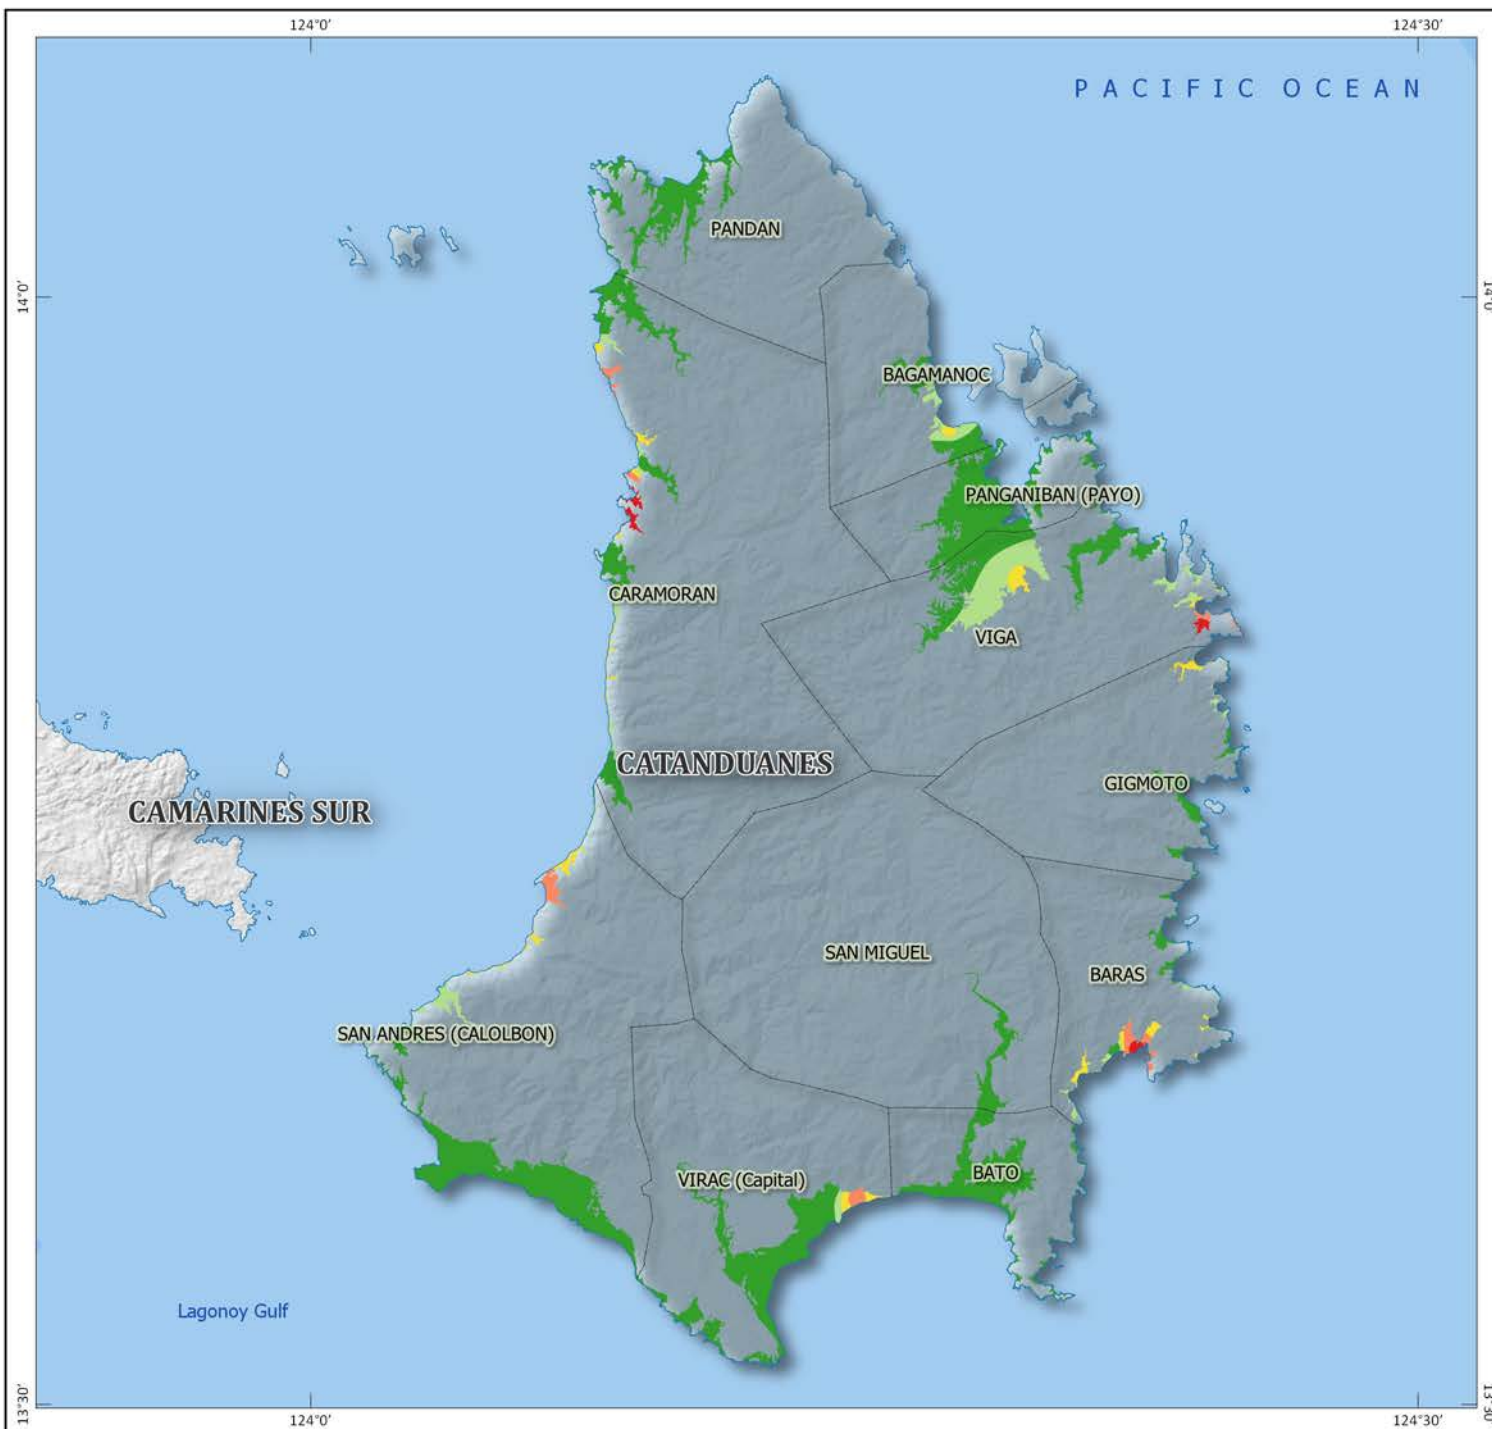 124°0'
124°30'
PACIFIC OCEAN
PANDAN
14°0'
14°0'
BAGAMANOC
PANGANIBAN (PAYO)
CARAMORAN
VIGA
CATANDUANES
GIGMOTO
CAMARINES SUR
SAN MIGUEL
BARAS
SAN ANDRES (CALOLBON)
VIRAC (Capital)
BATO
Lagonoy Gulf
13°30'
13°30'
124°0'
124°30'